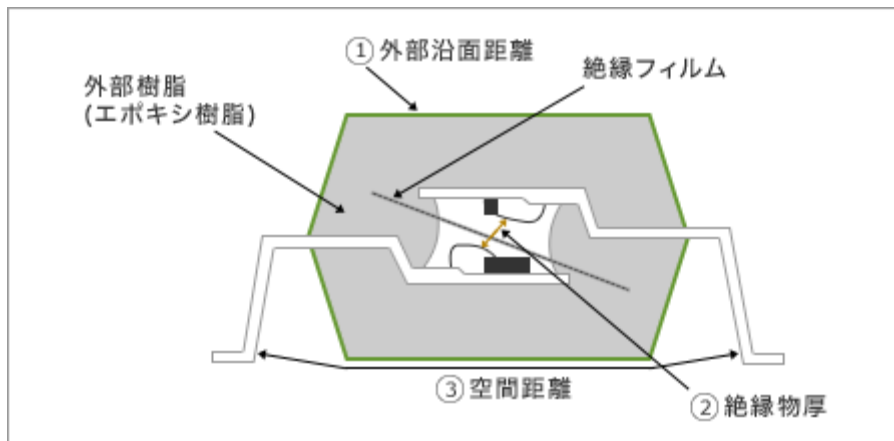 ①外部沿面距離
絶縁フィルム
外部樹脂
(エポキシ樹脂)
③空間距離
②絶縁物厚